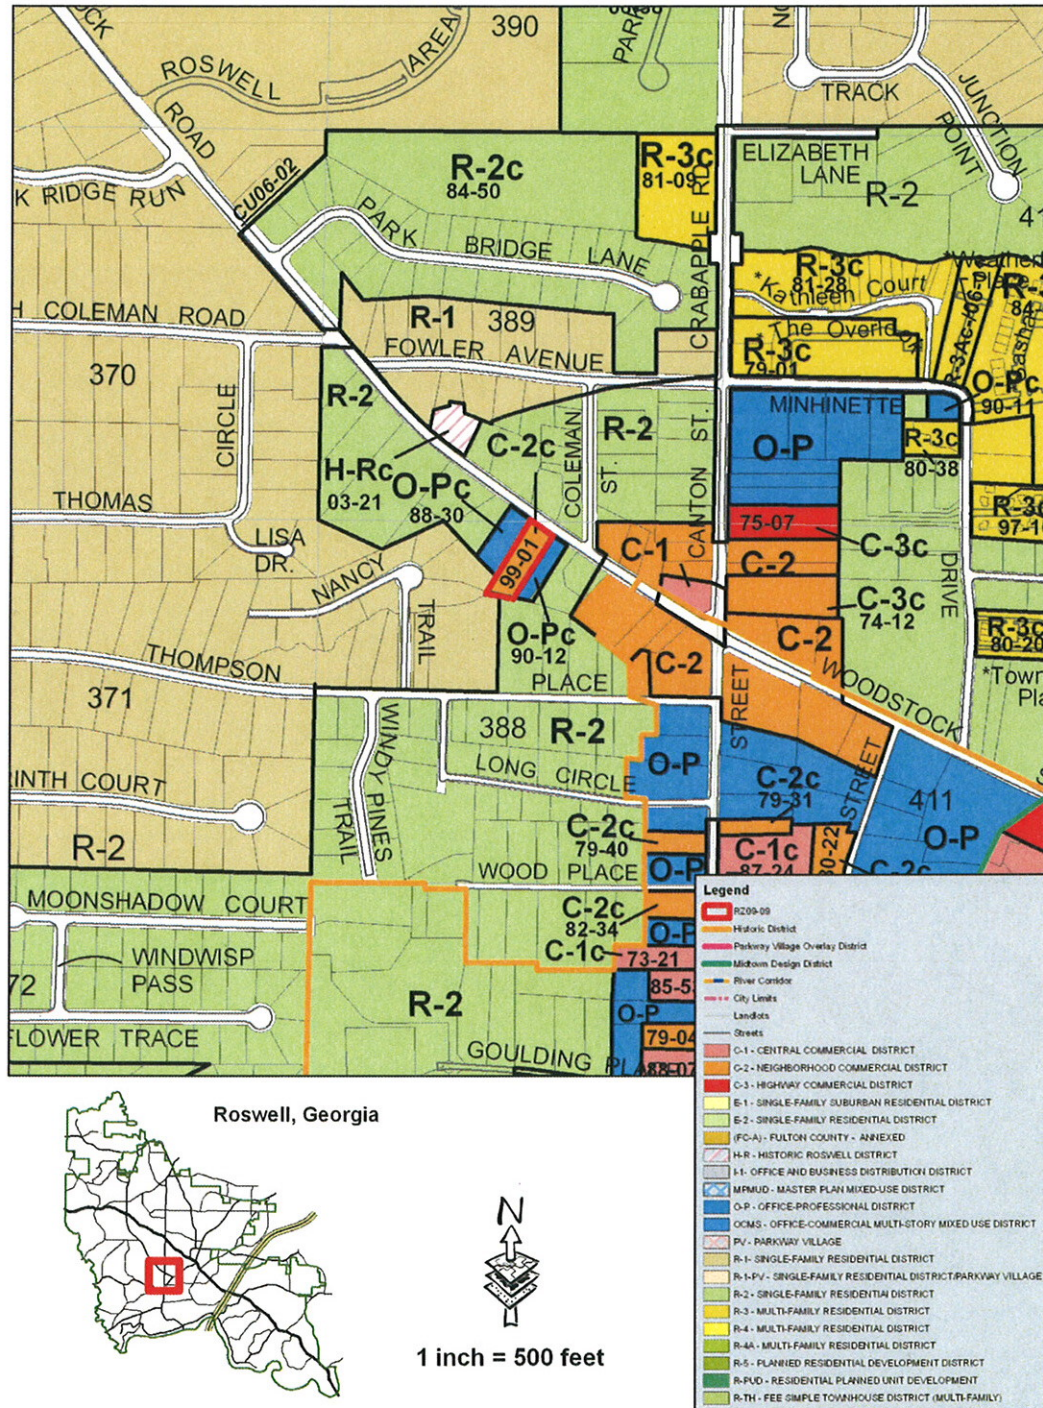 390
PARK
TRACK
JUNCTION
POINT
ROSWELL
AREA
ROAD
K RIDGE RUN
CU06-02
R-2c
84-50
R-3c
81-09
CRABAPPLE RD.
ELIZABETH
LANE
R-2
PARK BRIDGE LANE
R-3c
81-28
*Kathleen Court
The Overlook
R-3c
79-01
H COLEMAN ROAD
370
CIRCLE
R-1
389
FOWLER AVENUE
R-2
H-Rc
03-21
C-2c
O-Pc
88-30
COLEMAN
ST.
R-2
CANTON ST.
MINHINETTE
O-Pc
90-11
O-P
R-3c
80-38
THOMAS
LISA
DR.
NANCY
TRAIL
99-01
O-Pc
90-12
PLACE
C-1
75-07
C-3c
C-2
C-3c
74-12
C-2
C-2
DRIVE
R-3c
80-20
WOODSTOCK
THOMPSON
371
WINDY PINES
TRAIL
388
R-2
LONG CIRCLE
O-P
STREET
STREET
C-2c
79-31
411
O-P
RINTH COURT
R-2
C-2c
79-40
WOOD PLACE
O-P
C-1c
87-24
C-2c
MOONSHADOW COURT
C-2c
82-34
O-P
C-1c
73-21
WINDWISP
PASS
72
R-2
O-P
79-04
88-07
FLOWER TRACE
GOULDING
Legend
RZ09-09
Historic District
Parkway Village Overlay District
Midtown Design District
River Corridor
City Limits
Landlots
Streets
C-1 - CENTRAL COMMERCIAL DISTRICT
C-2 - NEIGHBORHOOD COMMERCIAL DISTRICT
C-3 - HIGHWAY COMMERCIAL DISTRICT
E-1 - SINGLE-FAMILY SUBURBAN RESIDENTIAL DISTRICT
E-2 - SINGLE-FAMILY RESIDENTIAL DISTRICT
(FC-A) - FULTON COUNTY - ANNEXED
H-R - HISTORIC ROSWELL DISTRICT
I-1- OFFICE AND BUSINESS DISTRIBUTION DISTRICT
MPMUD - MASTER PLAN MIXED-USE DISTRICT
O-P - OFFICE-PROFESSIONAL DISTRICT
OCMS - OFFICE-COMMERCIAL MULTI-STORY MIXED USE DISTRICT
PV - PARKWAY VILLAGE
R-1- SINGLE-FAMILY RESIDENTIAL DISTRICT
R-1-PV - SINGLE-FAMILY RESIDENTIAL DISTRICT/PARKWAY VILLAGE
R-2 - SINGLE-FAMILY RESIDENTIAL DISTRICT
R-3 - MULTI-FAMILY RESIDENTIAL DISTRICT
R-4 - MULTI-FAMILY RESIDENTIAL DISTRICT
R-4A - MULTI-FAMILY RESIDENTIAL DISTRICT
R-5 - PLANNED RESIDENTIAL DEVELOPMENT DISTRICT
R-PUD - RESIDENTIAL PLANNED UNIT DEVELOPMENT
R-TH - FEE SIMPLE TOWNHOUSE DISTRICT (MULTI-FAMILY)
Roswell, Georgia
N
1 inch = 500 feet